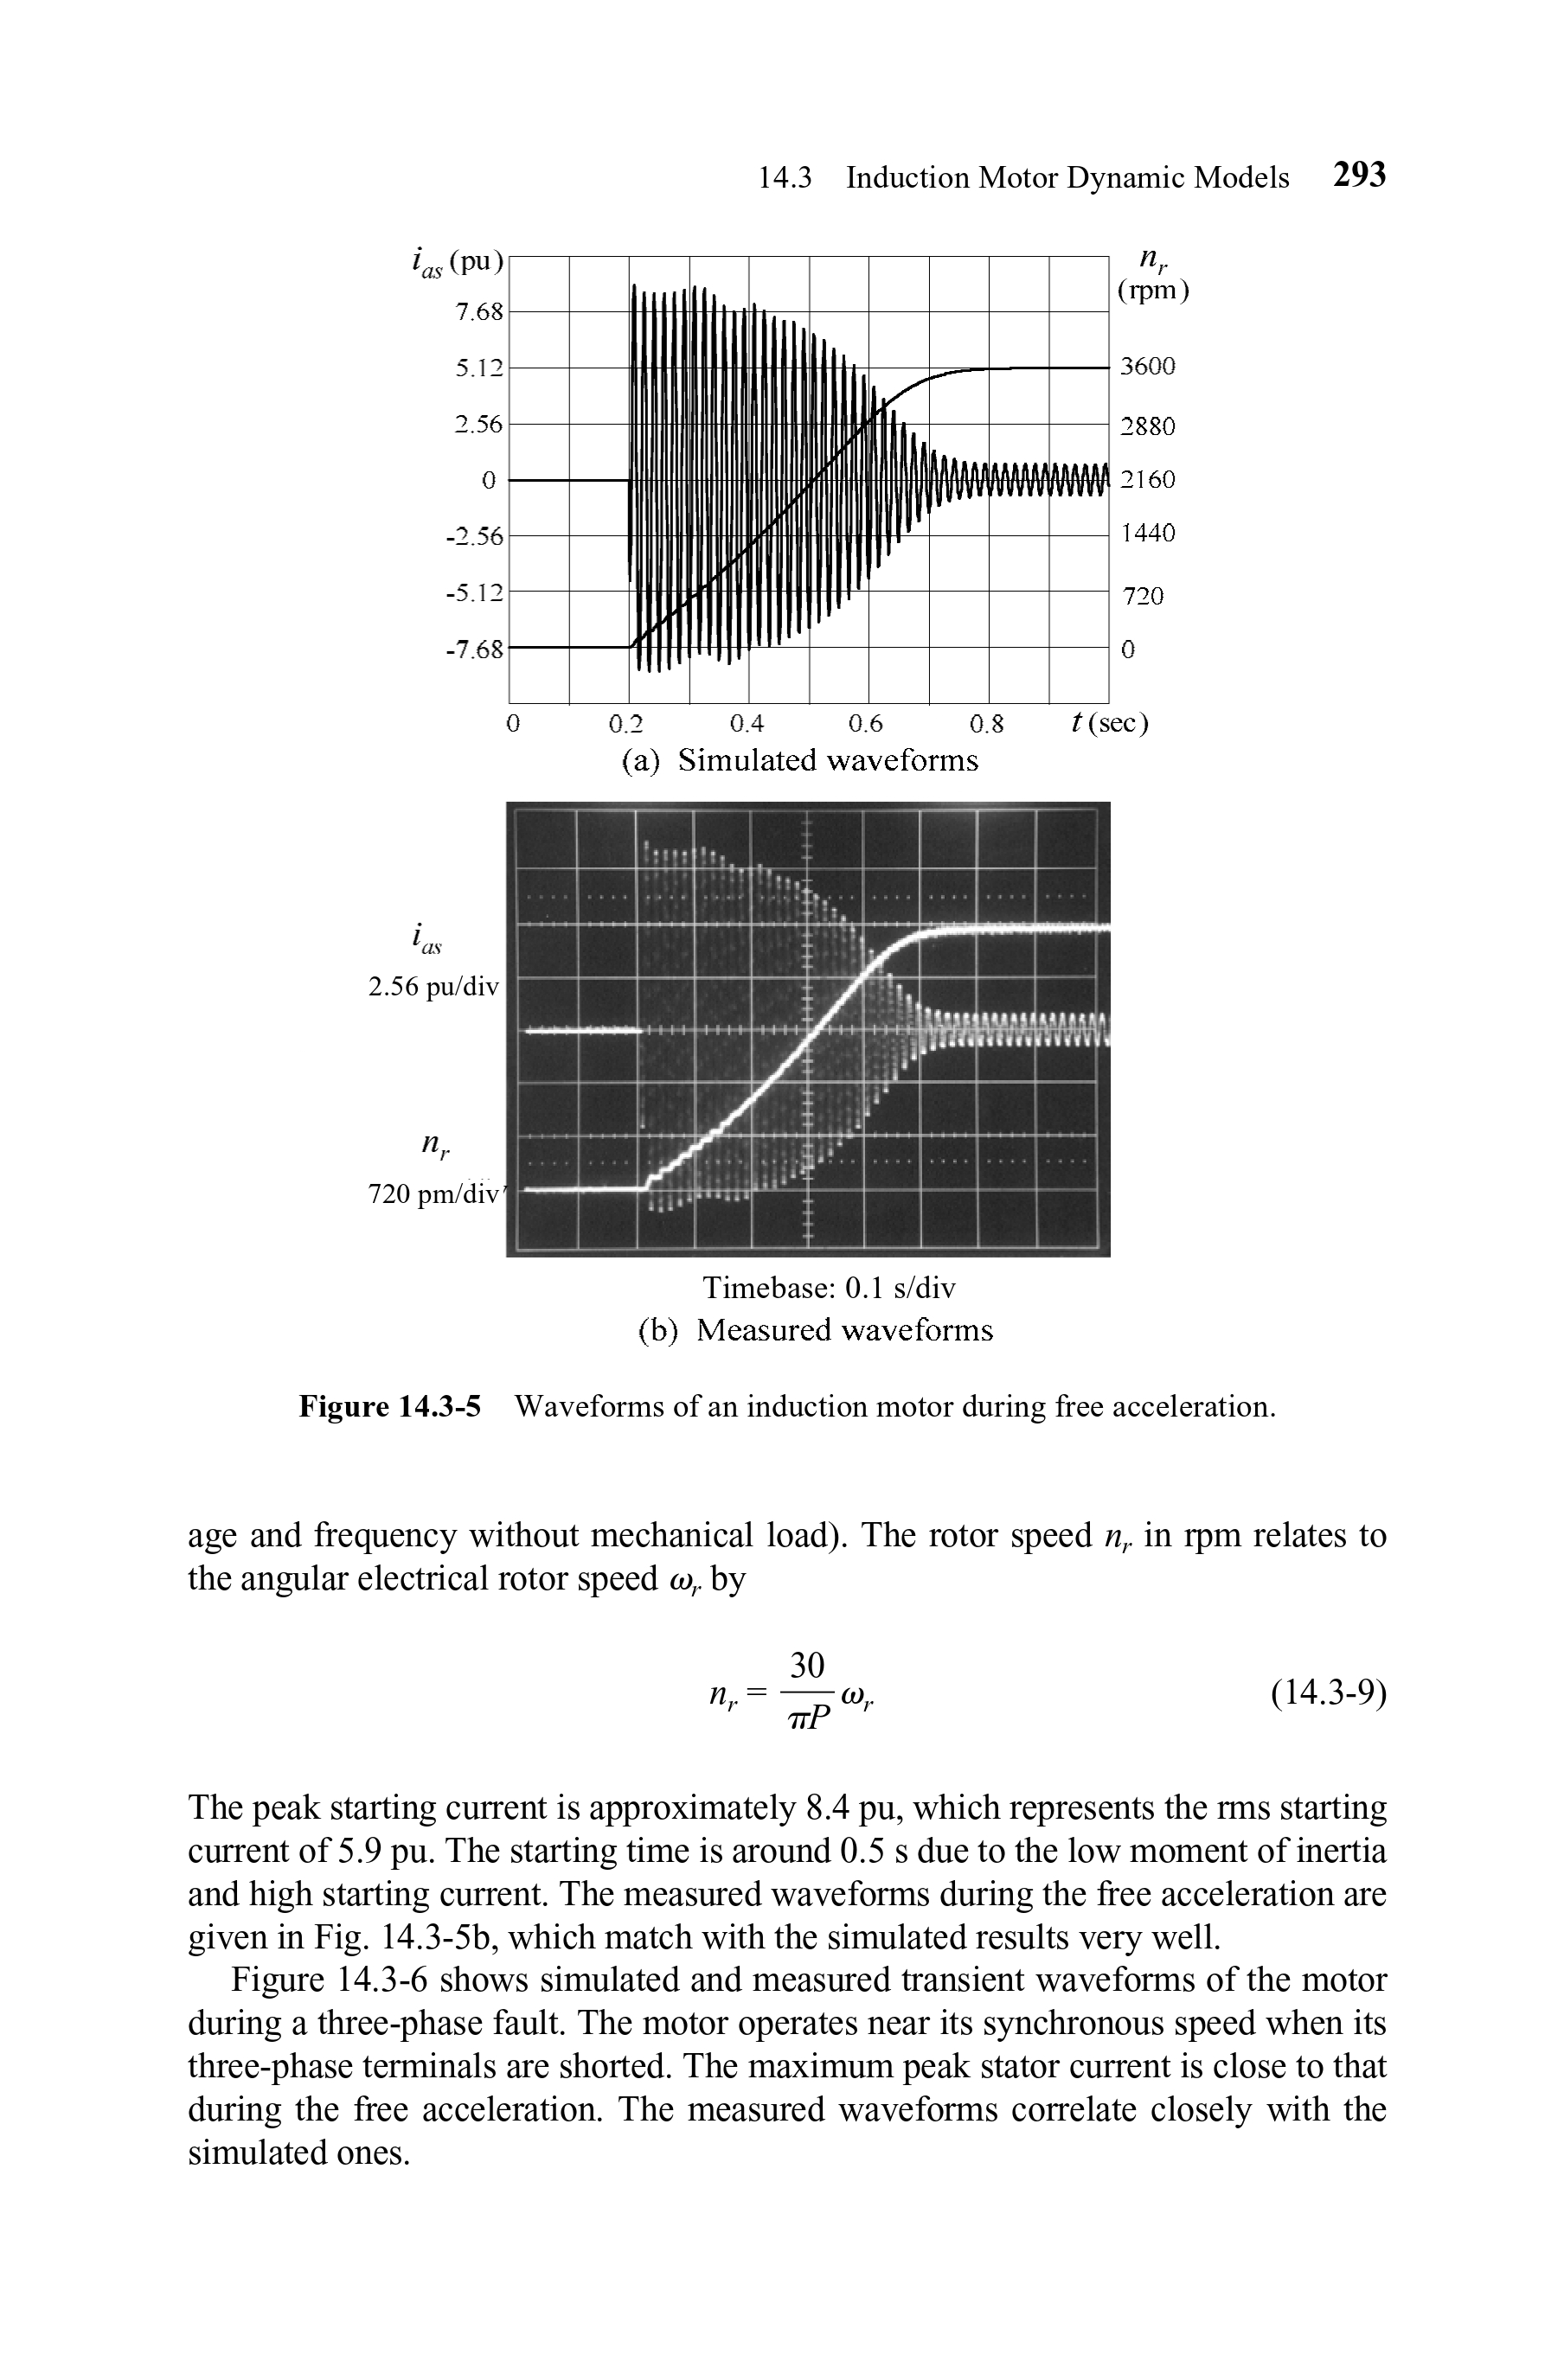 14.3 Induction Motor Dynamic Models 293
i_as (pu)
n_r
(rpm)
7.68
5.12
3600
2.56
2880
0
2160
-2.56
1440
-5.12
720
-7.68
0
0 0.2 0.4 0.6 0.8 t (sec)
(a) Simulated waveforms
i_as
2.56 pu/div
n_r
720 pm/div
Timebase: 0.1 s/div
(b) Measured waveforms
Figure 14.3-5 Waveforms of an induction motor during free acceleration.
age and frequency without mechanical load). The rotor speed n_r in rpm relates to
the angular electrical rotor speed ω_r by
n_r = 30/πP ω_r (14.3-9)
The peak starting current is approximately 8.4 pu, which represents the rms starting
current of 5.9 pu. The starting time is around 0.5 s due to the low moment of inertia
and high starting current. The measured waveforms during the free acceleration are
given in Fig. 14.3-5b, which match with the simulated results very well.
Figure 14.3-6 shows simulated and measured transient waveforms of the motor
during a three-phase fault. The motor operates near its synchronous speed when its
three-phase terminals are shorted. The maximum peak stator current is close to that
during the free acceleration. The measured waveforms correlate closely with the
simulated ones.